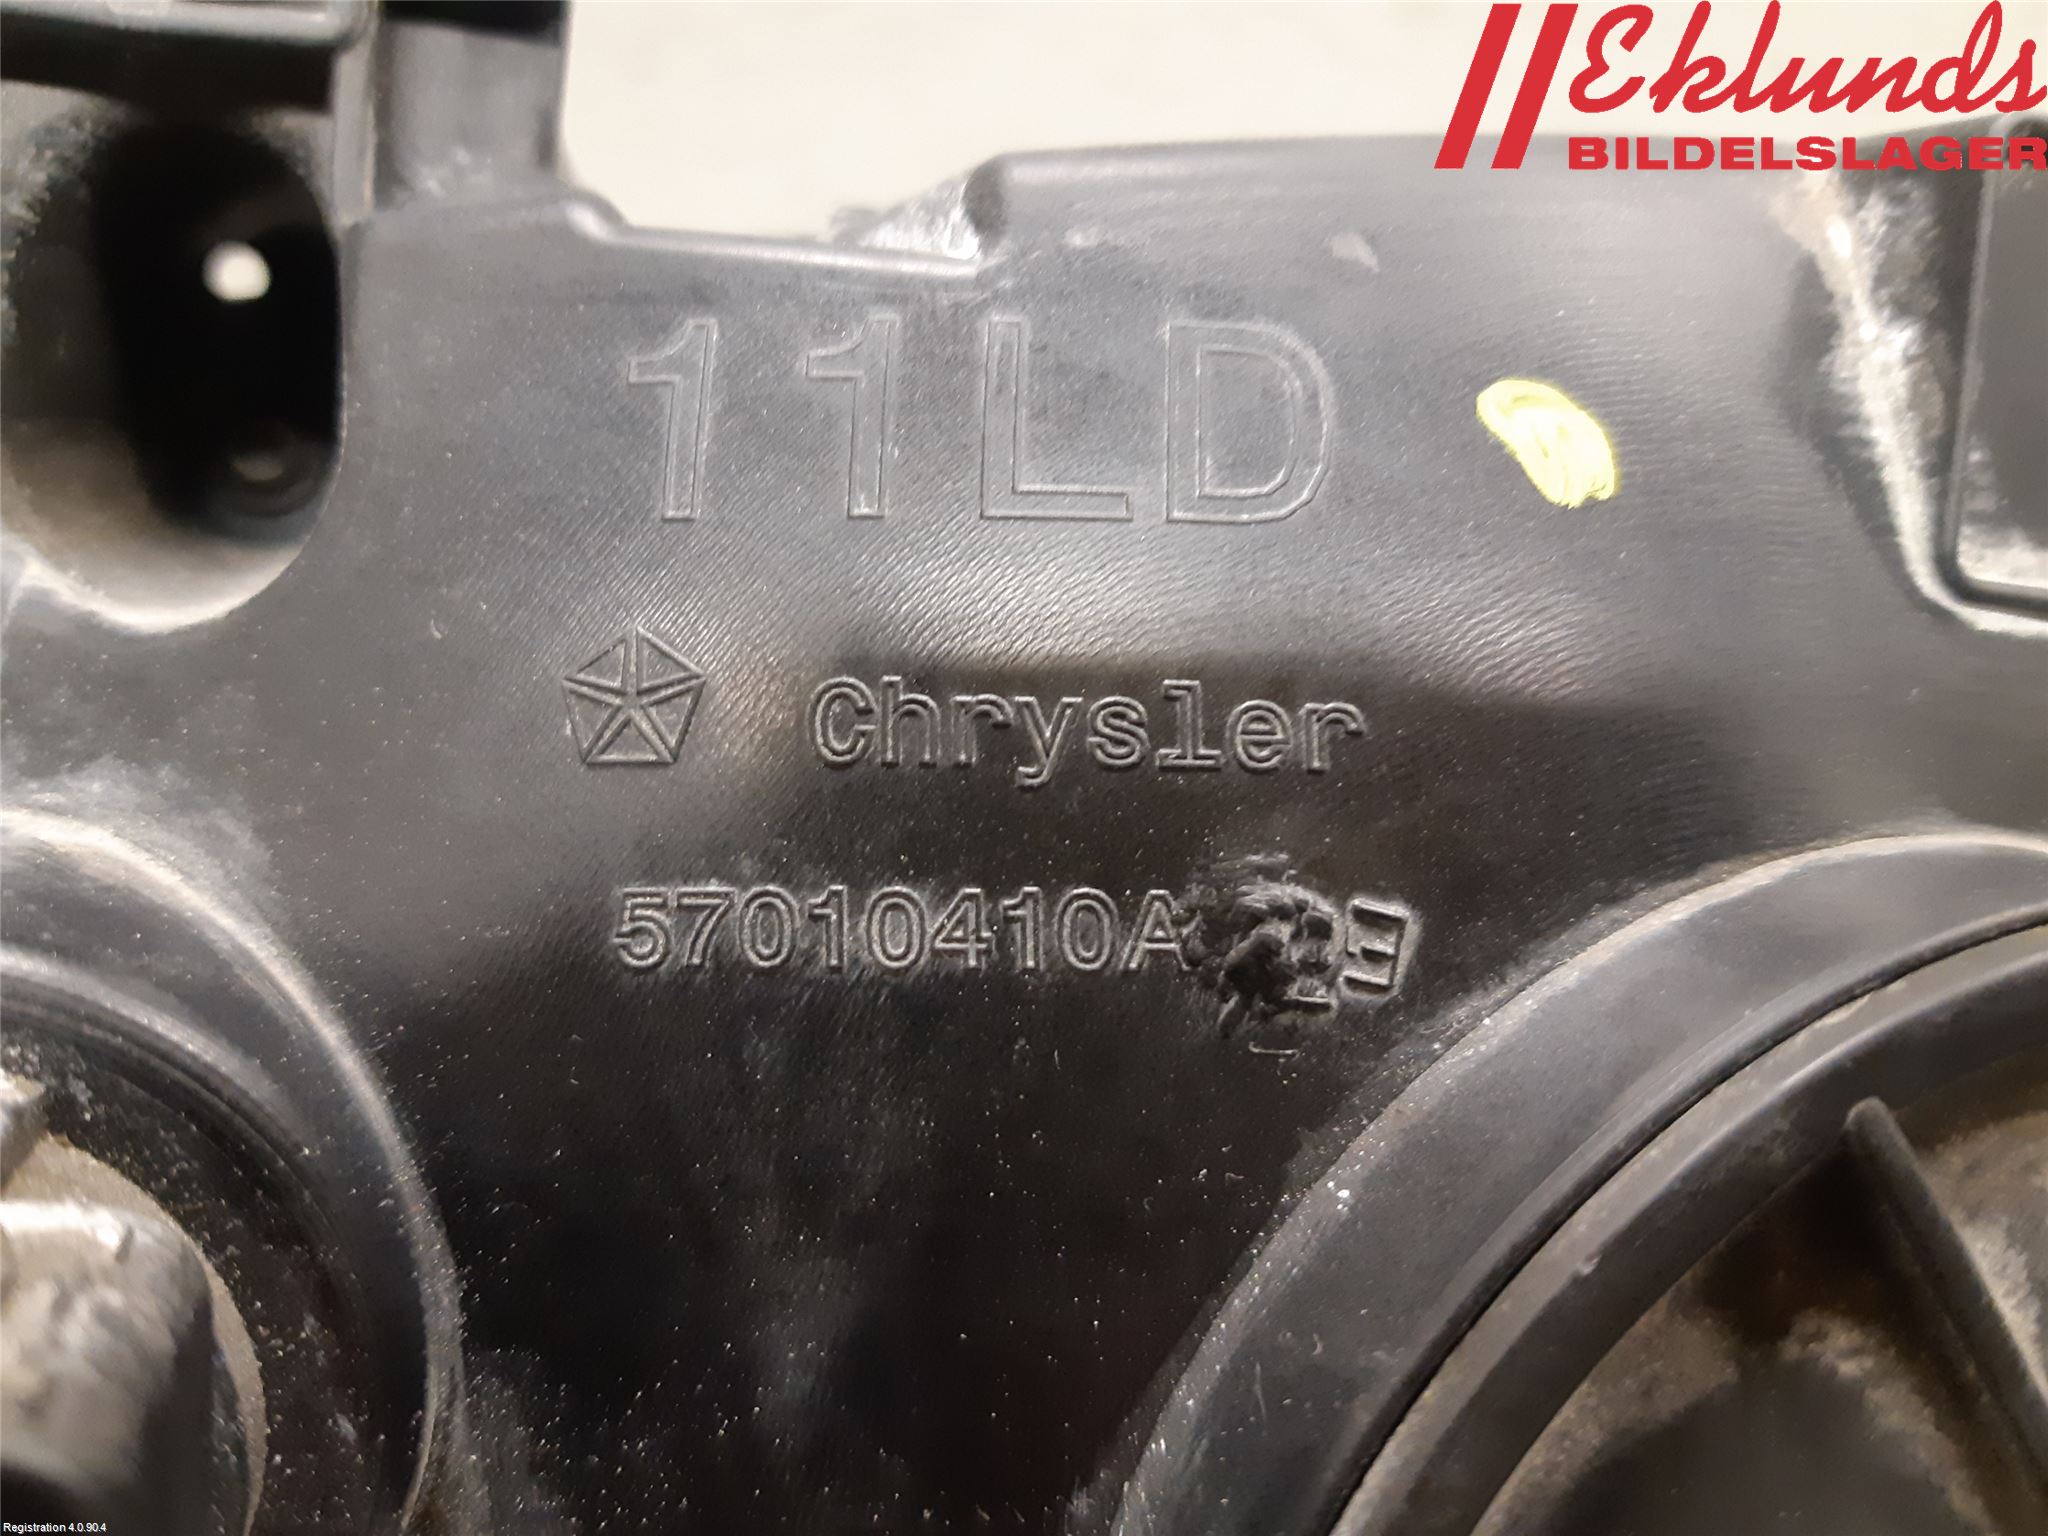 Eklunds
BILDELSLAGER
11LD
Chrysler
57010410A
Registration 4.0.90.4